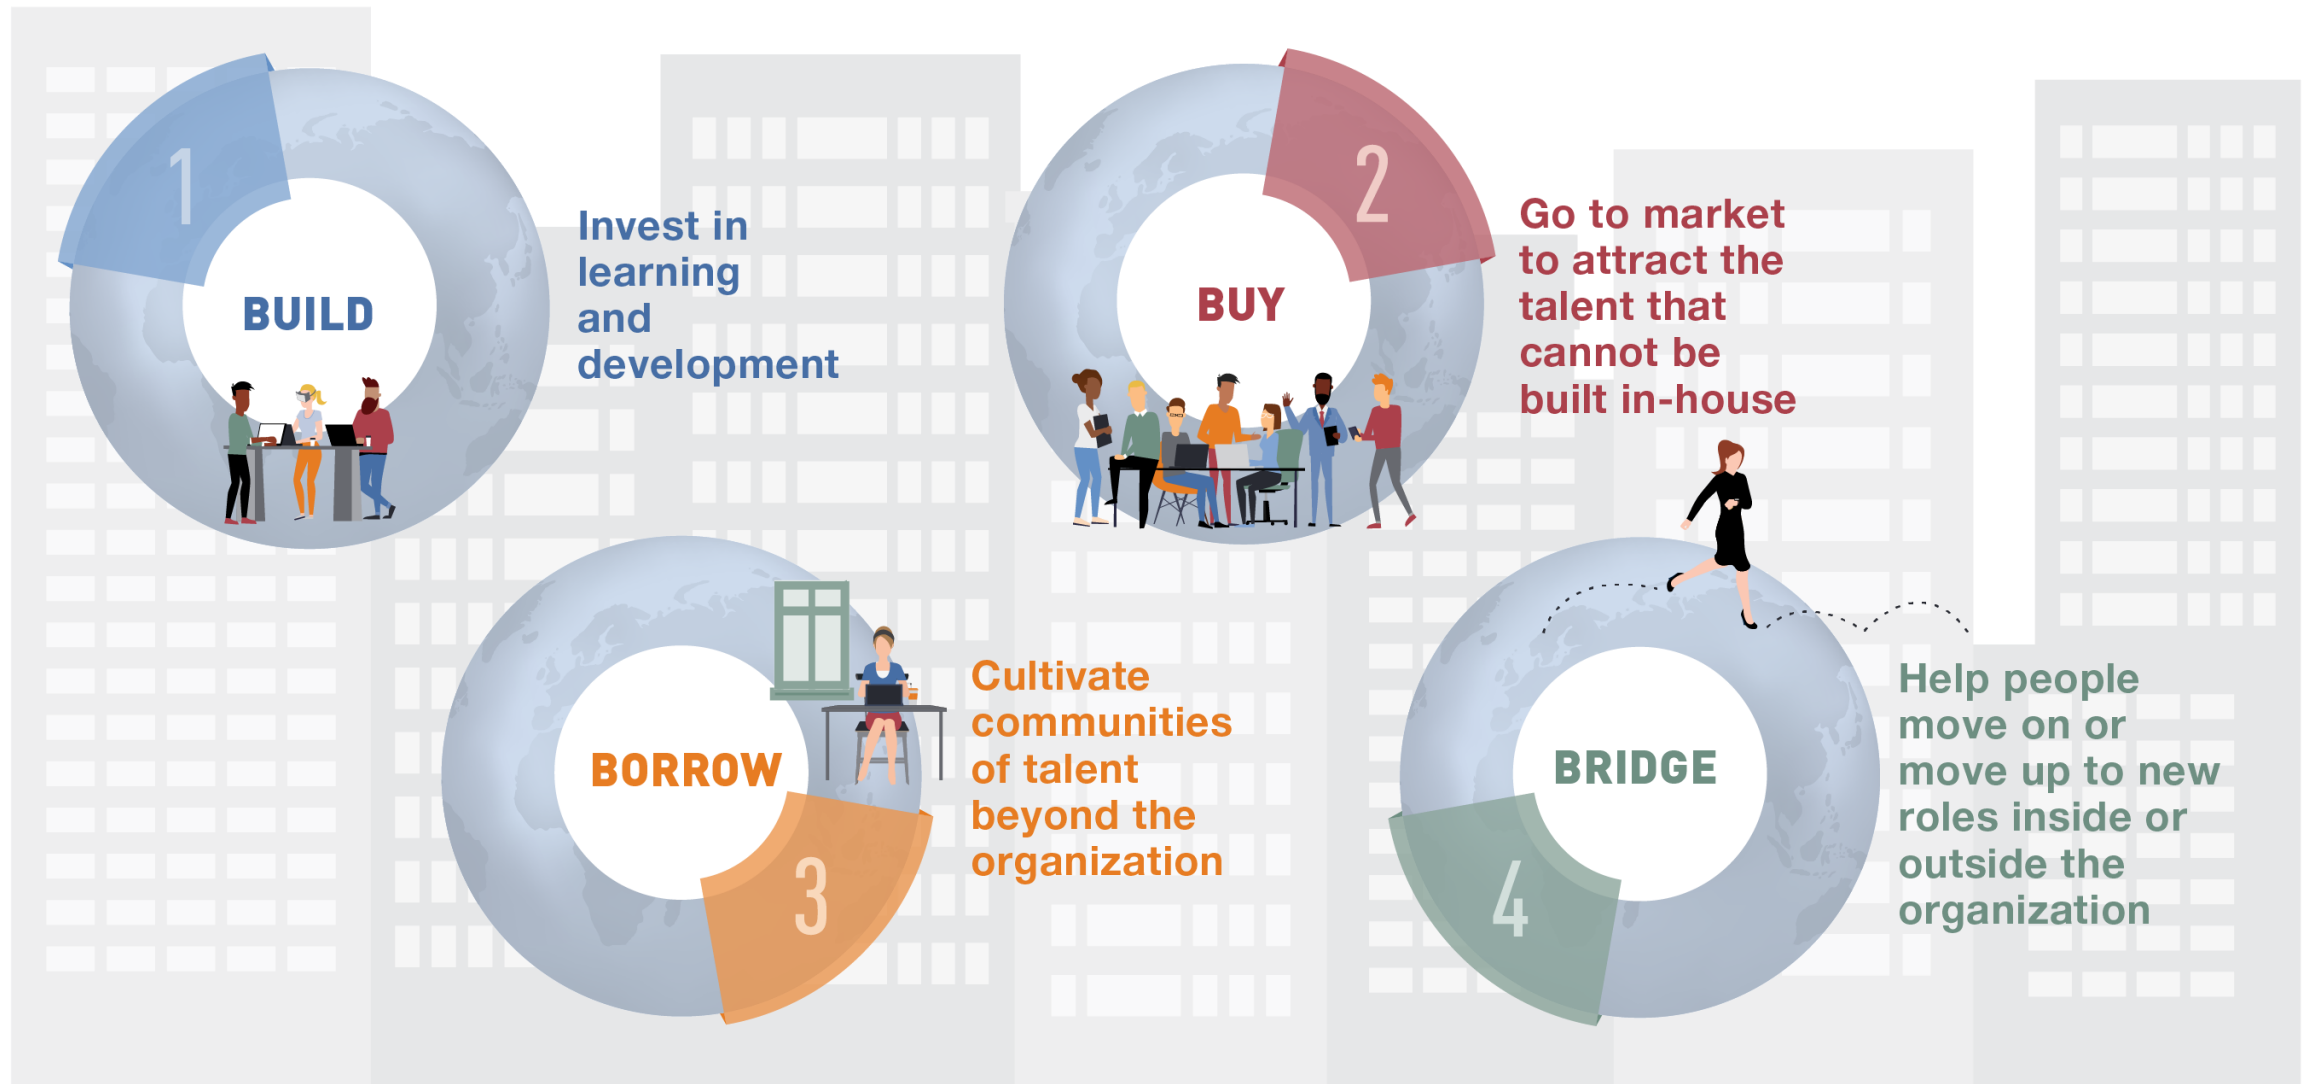 1
BUILD
Invest in
learning
and
development
2
BUY
Go to market
to attract the
talent that
cannot be
built in-house
3
BORROW
Cultivate
communities
of talent
beyond the
organization
4
BRIDGE
Help people
move on or
move up to new
roles inside or
outside the
organization